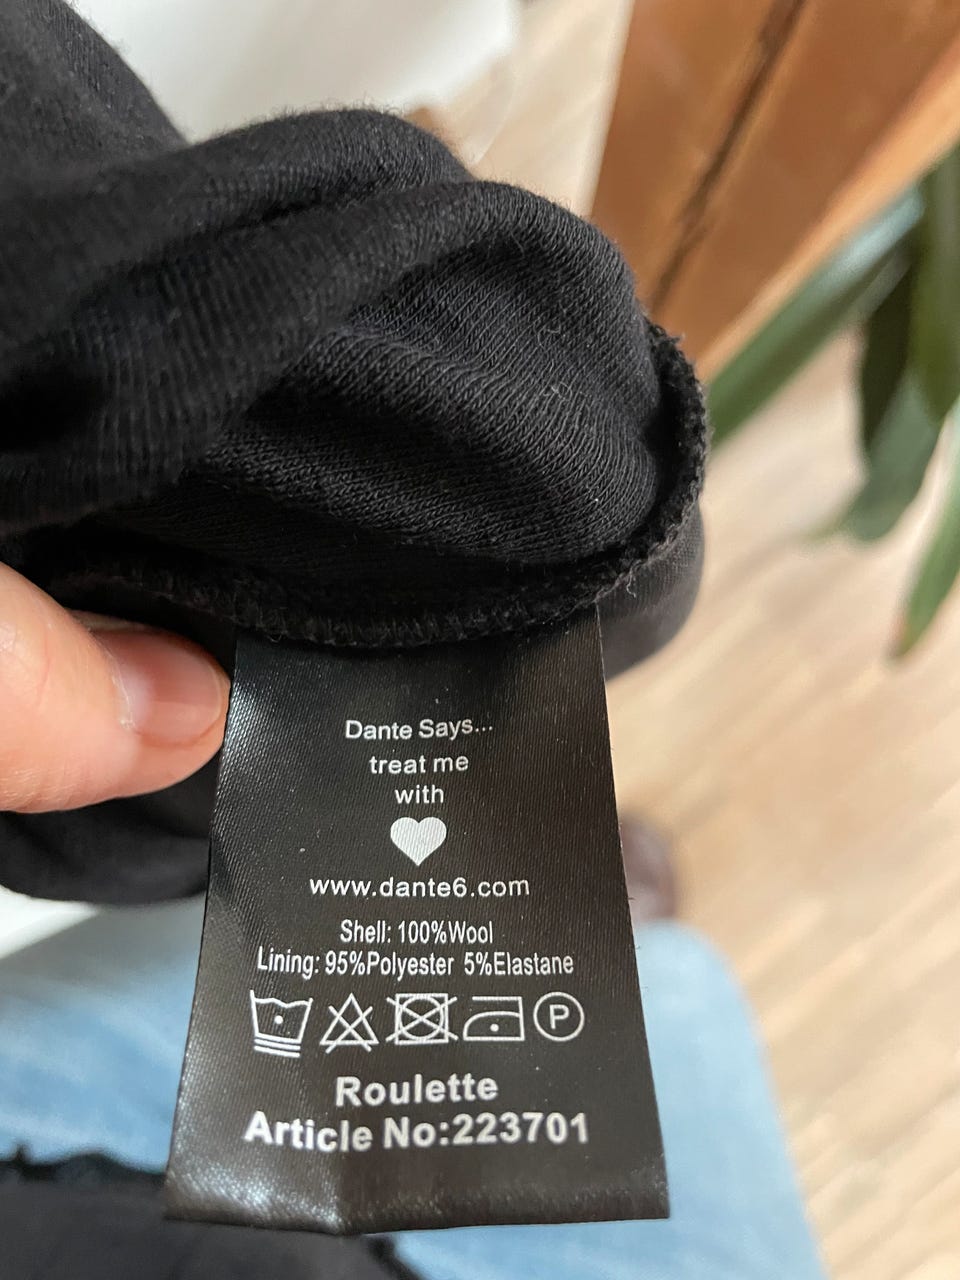 Dante Says...
treat me
with
www.dante6.com
Shell: 100%Wool
Lining: 95%Polyester 5%Elastane
P
Roulette
Article No:223701